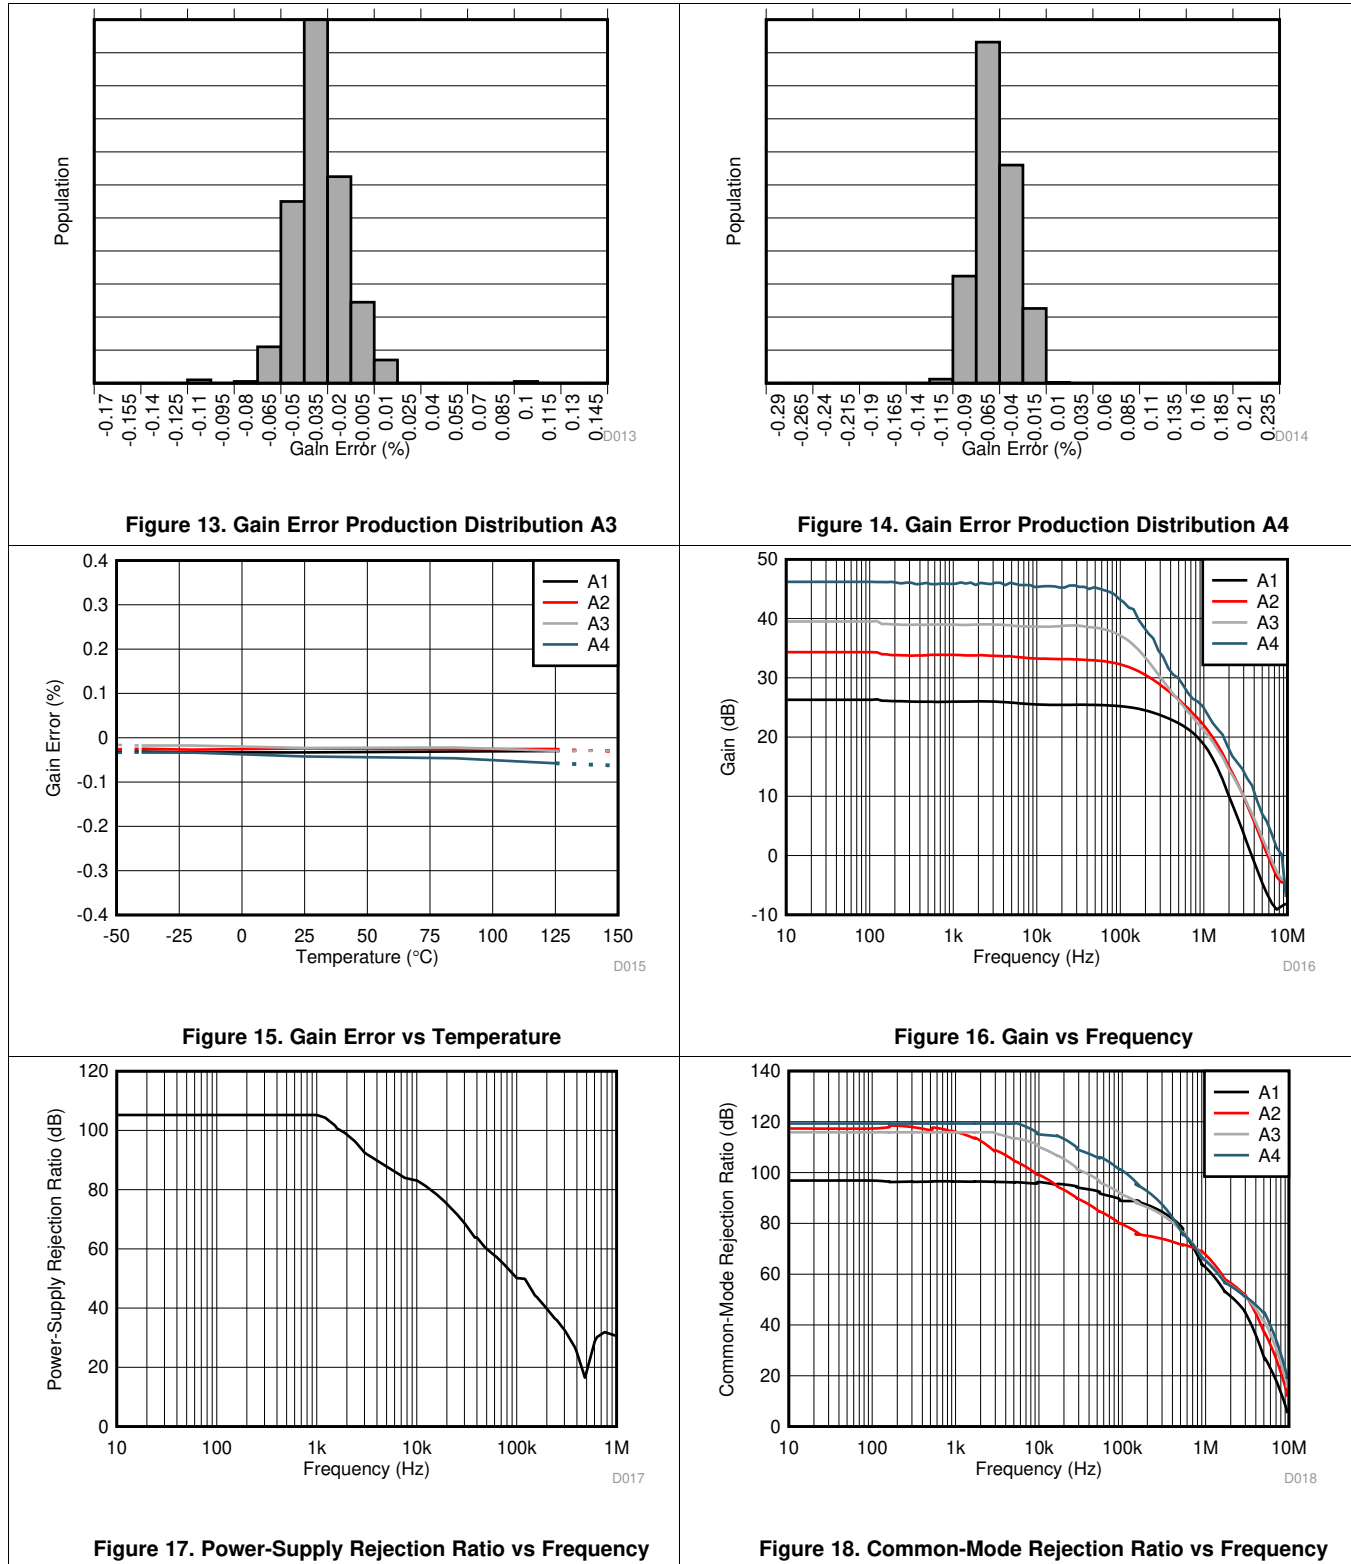 Population
-0.17
-0.155
-0.14
-0.125
-0.11
-0.095
-0.08
-0.065
-0.05
-0.035
-0.02
-0.005
0.01
0.025
0.04
0.055
0.07
0.085
0.1
0.115
0.13
0.145
Gain Error (%)
D013
Figure 13. Gain Error Production Distribution A3
Population
-0.29
-0.265
-0.24
-0.215
-0.19
-0.165
-0.14
-0.115
-0.09
-0.065
-0.04
-0.015
0.01
0.035
0.06
0.085
0.11
0.135
0.16
0.185
0.21
0.235
Gain Error (%)
D014
Figure 14. Gain Error Production Distribution A4
Gain Error (%)
0.4
0.3
0.2
0.1
0
-0.1
-0.2
-0.3
-0.4
A1
A2
A3
A4
-50 -25 0 25 50 75 100 125 150
Temperature (°C)
D015
Figure 15. Gain Error vs Temperature
Gain (dB)
50
40
30
20
10
0
-10
A1
A2
A3
A4
10 100 1k 10k 100k 1M 10M
Frequency (Hz)
D016
Figure 16. Gain vs Frequency
Power-Supply Rejection Ratio (dB)
120
100
80
60
40
20
0
10 100 1k 10k 100k 1M
Frequency (Hz)
D017
Figure 17. Power-Supply Rejection Ratio vs Frequency
Common-Mode Rejection Ratio (dB)
140
120
100
80
60
40
20
0
A1
A2
A3
A4
10 100 1k 10k 100k 1M 10M
Frequency (Hz)
D018
Figure 18. Common-Mode Rejection Ratio vs Frequency